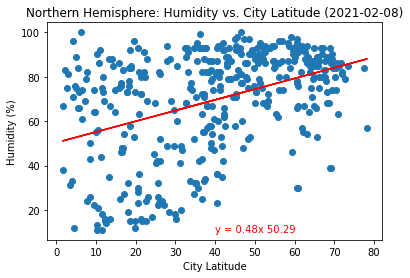 Northern Hemisphere: Humidity vs. City Latitude (2021-02-08)
100
80
60
40
20
Humidity (%)
y = 0.48x 50.29
0 10 20 30 40 50 60 70 80
City Latitude